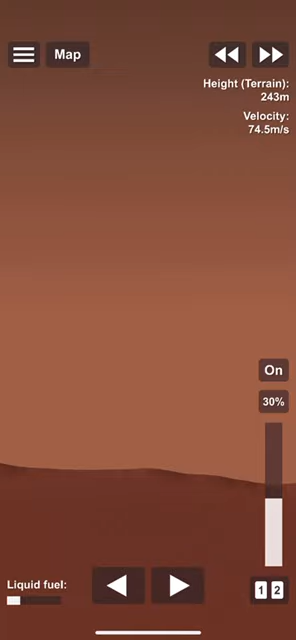 Map
Height (Terrain):
243m
Velocity:
74.5m/s
On
30%
Liquid fuel:
1 2